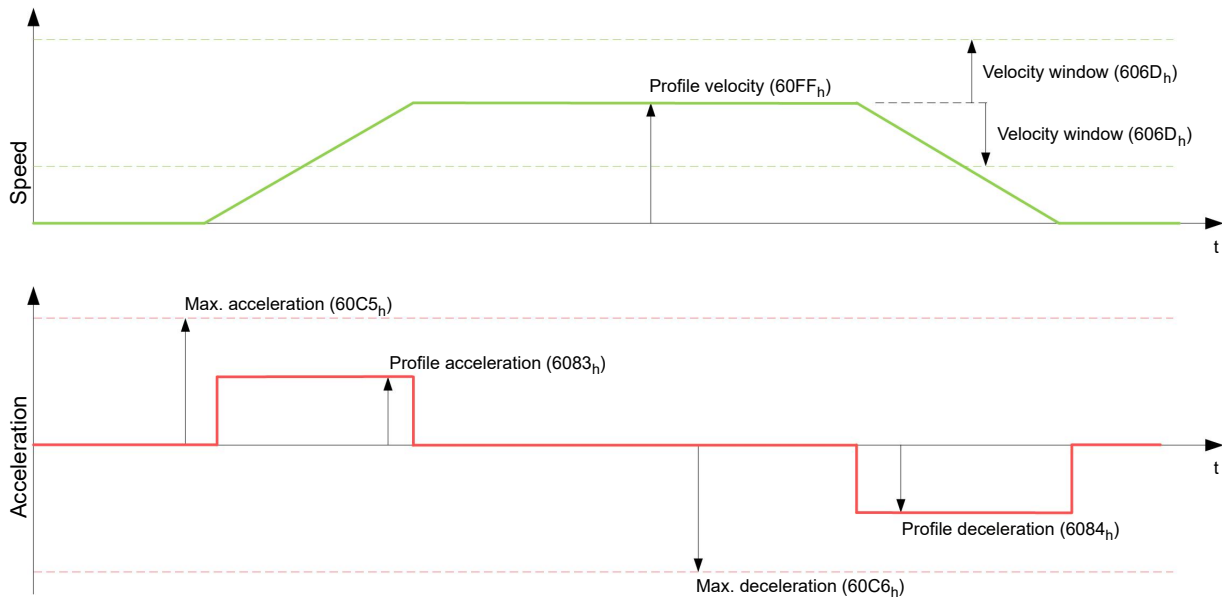 Velocity window (606Dh)
Profile velocity (60FFh)
Velocity window (606Dh)
Speed
t
Max. acceleration (60C5h)
Profile acceleration (6083h)
Acceleration
t
Profile deceleration (6084h)
Max. deceleration (60C6h)